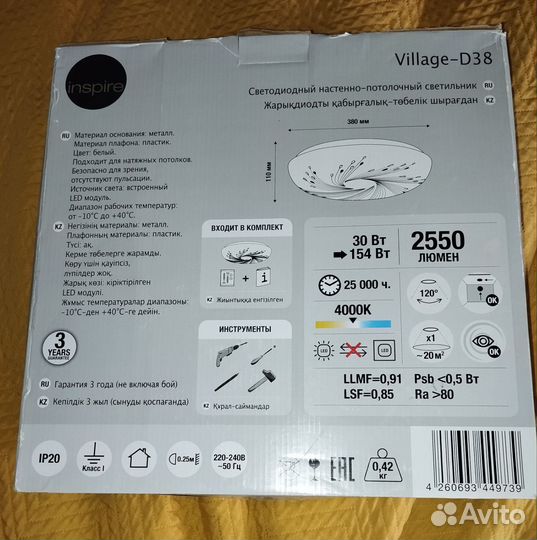 inspire
Village-D38
Светодиодный настенно-потолочный светильник RU
Жарықдиодты қабырғалық-төбелік шырағдан KZ
380 мм
110 мм
RU Материал основания: металл.
Материал плафона: пластик.
Цвет: белый.
Подходит для натяжных потолков.
Безопасно для зрения,
отсутствуют пульсации.
Источник света: встроенный
LED модуль.
Диапазон рабочих температур:
от -10°C до +40°C.
KZ Негізінің материалы: металл.
Плафонның материалы: пластик.
Түсі: ақ.
Керме төбелерге жарамды.
Көру үшін қауіпсіз,
лүпілдер жоқ.
Жарық көзі: кіріктірілген
LED модулі.
Жұмыс температуралар диапазоны:
-10°C-ден +40°C-ге дейін.
3
YEARS
GUARANTEE
RU Гарантия 3 года (не включая бой)
KZ Кепілдік 3 жыл (сынуды қоспағанда)
ВХОДИТ В КОМПЛЕКТ
+ i
KZ Жиынтыққа енгізілген
ИНСТРУМЕНТЫ
KZ Құрал-саймандар
30 Вт
154 Вт
2550
ЛЮМЕН
25 000 ч.
120°
OK
4000K
LED
x1
~20 м²
OK
LLMF=0,91 Psb <0,5 Вт
LSF=0,85 Ra >80
IP20
Класс I
0.25м
220-240В
~50 Гц
EAC
0,42
кг
4 260693 449739
Avito